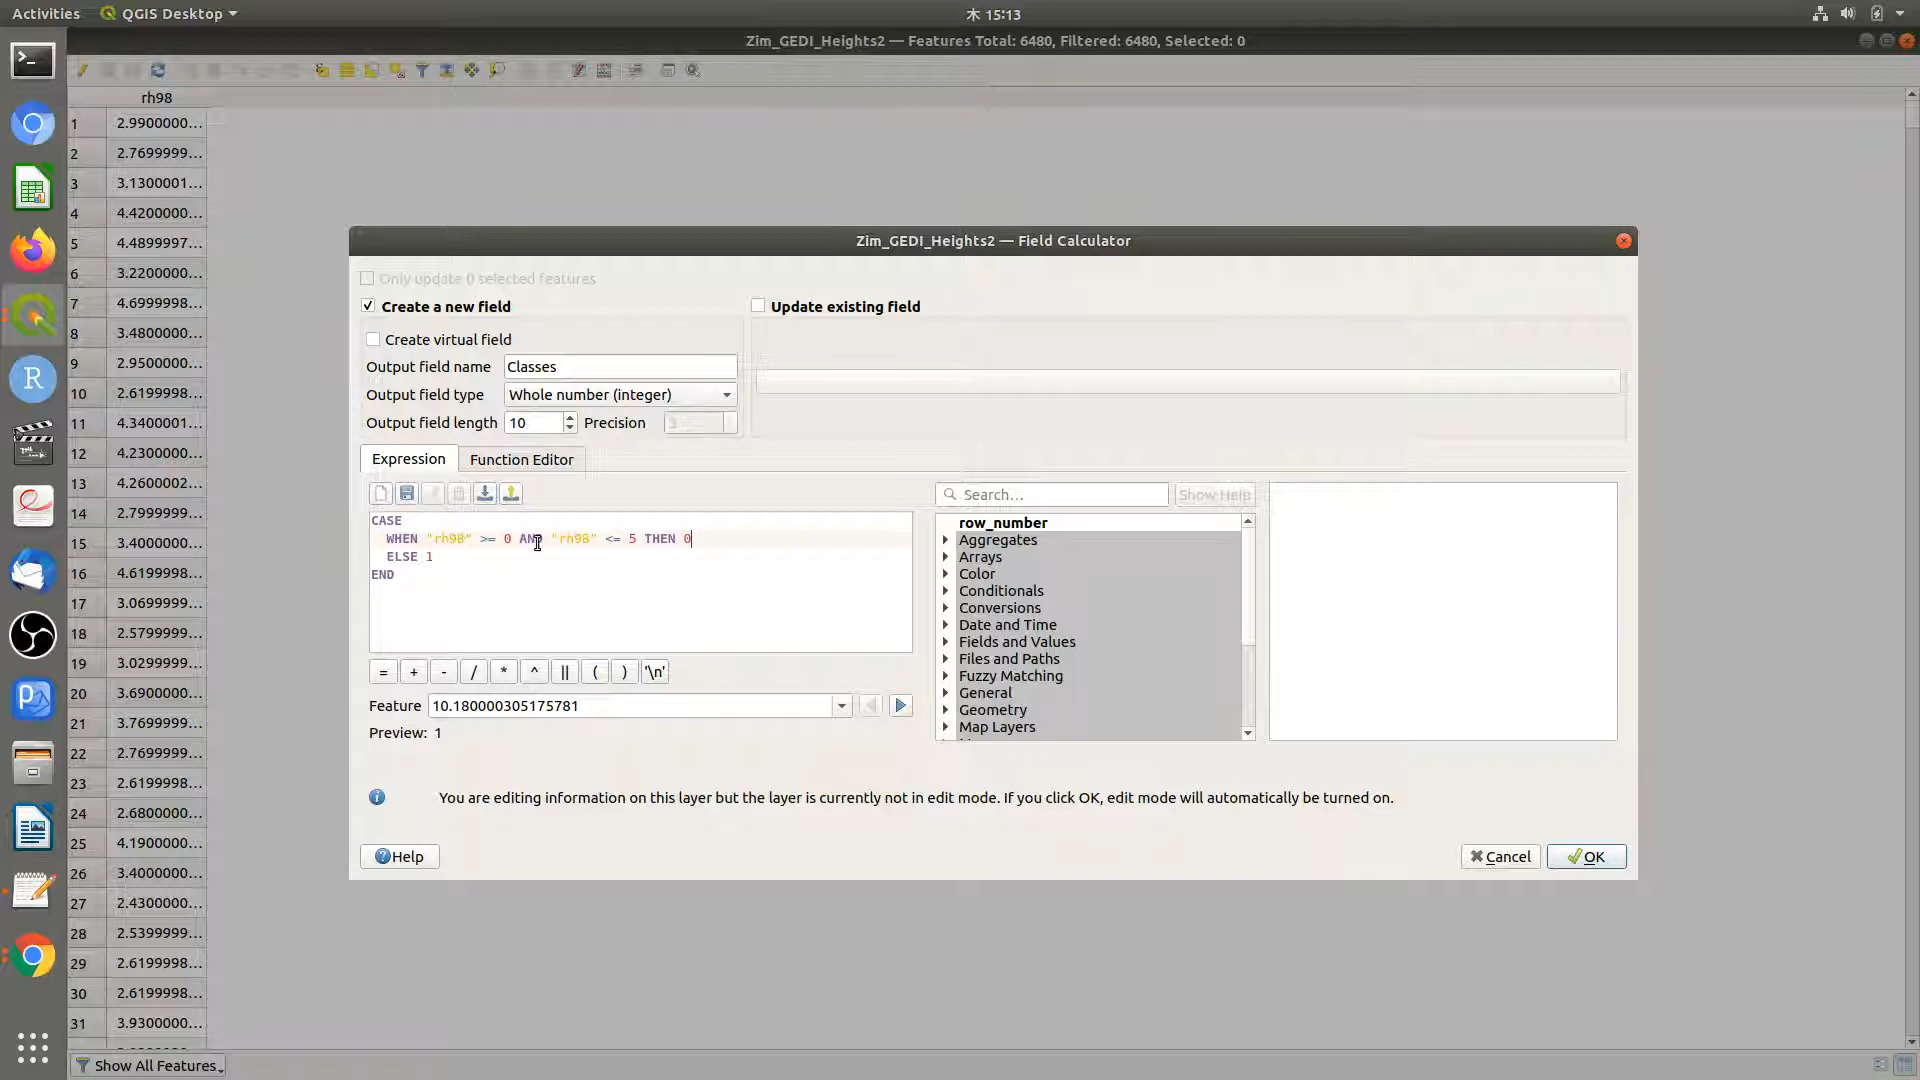 Activities QGIS Desktop 木 15:13
Zim_GEDI_Heights2 — Features Total: 6480, Filtered: 6480, Selected: 0
rh98
1 2.9900000...
2 2.7699999...
3 3.1300001...
4 4.4200000...
5 4.4899997...
6 3.2200000...
7 4.6999998...
8 3.4800000...
9 2.9500000...
10 2.6199998...
11 4.3400001...
12 4.2300000...
13 4.2600002...
14 2.7999999...
15 3.4000000...
16 4.6199998...
17 3.0699999...
18 2.5799999...
19 3.0299999...
20 3.6900000...
21 3.7699999...
22 2.7699999...
23 2.6199998...
24 2.6800000...
25 4.1900000...
26 3.4000000...
27 2.4300000...
28 2.5399999...
29 2.6199998...
30 2.6199998...
31 3.9300000...
Show All Features
Zim_GEDI_Heights2 — Field Calculator
Only update 0 selected features
Create a new field
Update existing field
Create virtual field
Output field name Classes
Output field type Whole number (integer)
Output field length 10 Precision
Expression Function Editor
CASE
WHEN "rh98" >= 0 AND "rh98" <= 5 THEN 0
ELSE 1
END
= + - / * ^ || ( ) '\n'
Feature 10.180000305175781
Preview: 1
Search... Show Help
row_number
Aggregates
Arrays
Color
Conditionals
Conversions
Date and Time
Fields and Values
Files and Paths
Fuzzy Matching
General
Geometry
Map Layers
You are editing information on this layer but the layer is currently not in edit mode. If you click OK, edit mode will automatically be turned on.
Help Cancel OK